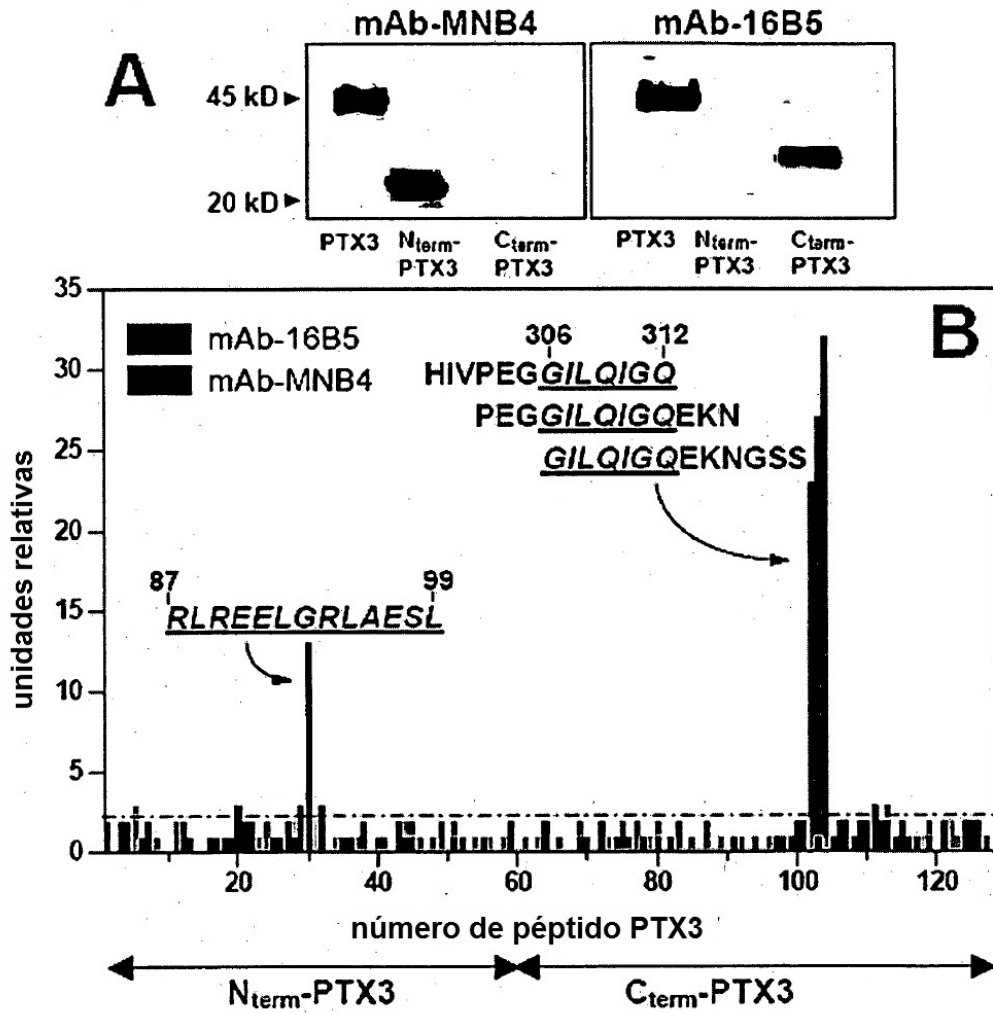 mAb-MNB4 mAb-16B5
A
45 kD
20 kD
PTX3 Nterm-PTX3 Cterm-PTX3 PTX3 Nterm-PTX3 Cterm-PTX3
B
mAb-16B5
mAb-MNB4
306 312
HIVPEGGILQIGQ
PEGGILQIGQEKN
GILQIGQEKNGSS
87 99
RLREELGRLAESL
unidades relativas
35
30
25
20
15
10
5
0
20 40 60 80 100 120
número de péptido PTX3
Nterm-PTX3 Cterm-PTX3